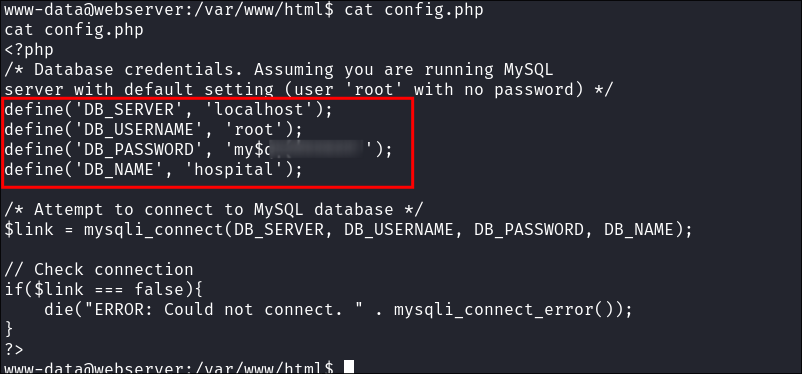 www-data@webserver:/var/www/html$ cat config.php
cat config.php
<?php
/* Database credentials. Assuming you are running MySQL
server with default setting (user 'root' with no password) */
define('DB_SERVER', 'localhost');
define('DB_USERNAME', 'root');
define('DB_PASSWORD', ');
define('DB_NAME', 'hospital');
/* Attempt to connect to MySQL database */
$link = mysqli_connect(DB_SERVER, DB_USERNAME, DB_PASSWORD, DB_NAME);
// Check connection
if($link === false){
    die("ERROR: Could not connect. " . mysqli_connect_error());
}
?>
www-data@webserver:/var/www/html$